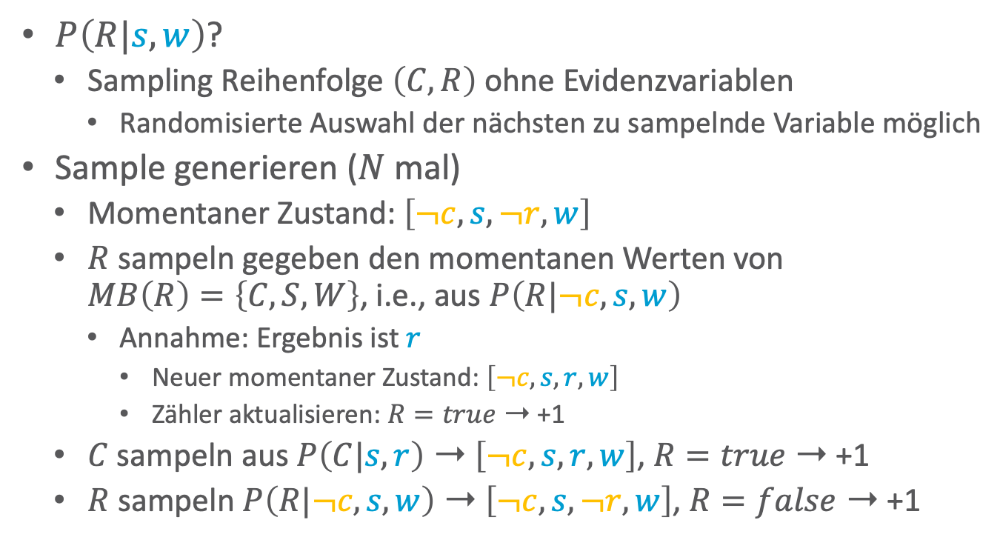 • P(R|s, w)?
• Sampling Reihenfolge (C, R) ohne Evidenzvariablen
• Randomisierte Auswahl der nächsten zu sampelnde Variable möglich
• Sample generieren (N mal)
• Momentaner Zustand: [¬c, s, ¬r, w]
• R sampeln gegeben den momentanen Werten von
MB(R) = {C, S, W}, i.e., aus P(R|¬c, s, w)
• Annahme: Ergebnis ist r
• Neuer momentaner Zustand: [¬c, s, r, w]
• Zähler aktualisieren: R = true → +1
• C sampeln aus P(C|s, r) → [¬c, s, r, w], R = true → +1
• R sampeln P(R|¬c, s, w) → [¬c, s, ¬r, w], R = false → +1